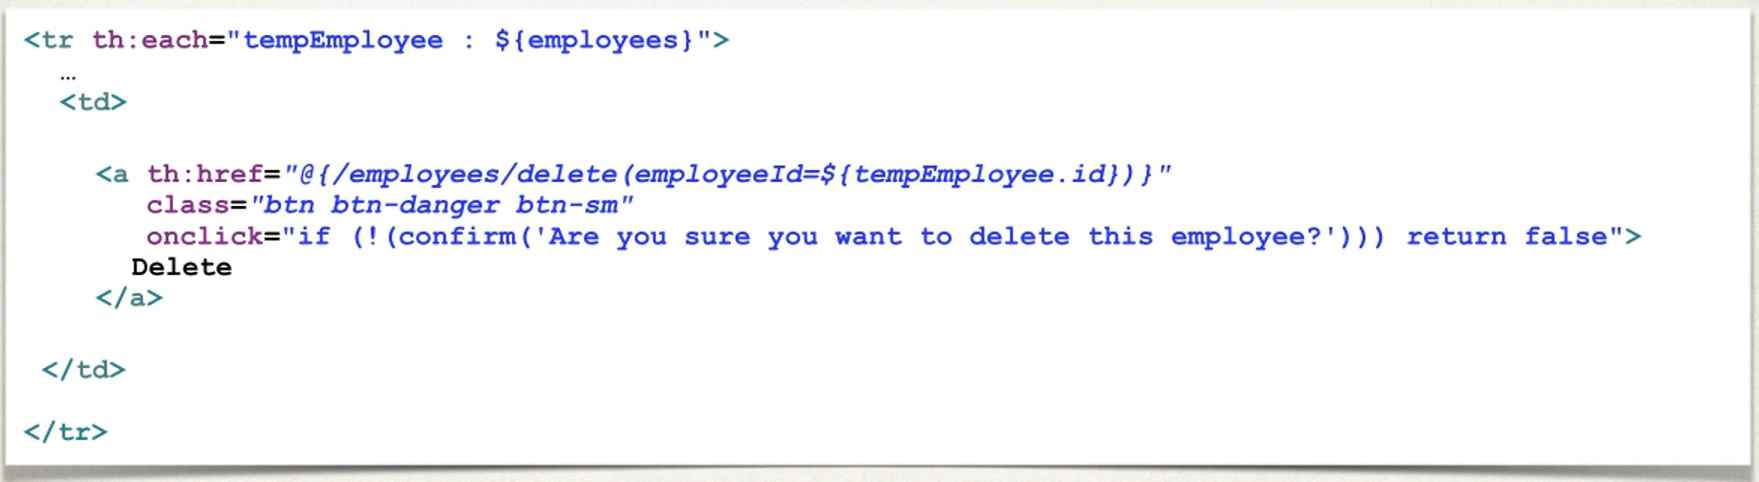 <tr th:each="tempEmployee : ${employees}">
…
<td>
<a th:href="@{/employees/delete(employeeId=${tempEmployee.id})}"
class="btn btn-danger btn-sm"
onclick="if (!(confirm('Are you sure you want to delete this employee?'))) return false">
Delete
</a>
</td>
</tr>